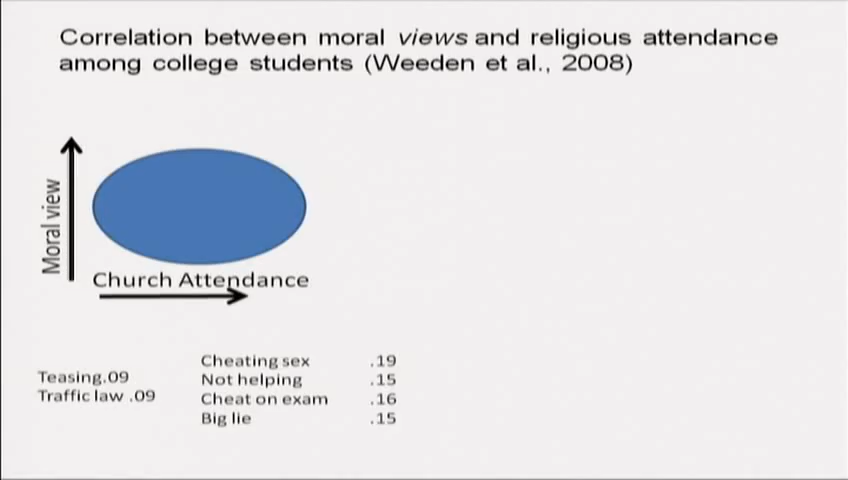 Correlation between moral views and religious attendance
among college students (Weeden et al., 2008)
Moral view
Church Attendance
Teasing.09
Traffic law .09
Cheating sex .19
Not helping .15
Cheat on exam .16
Big lie .15